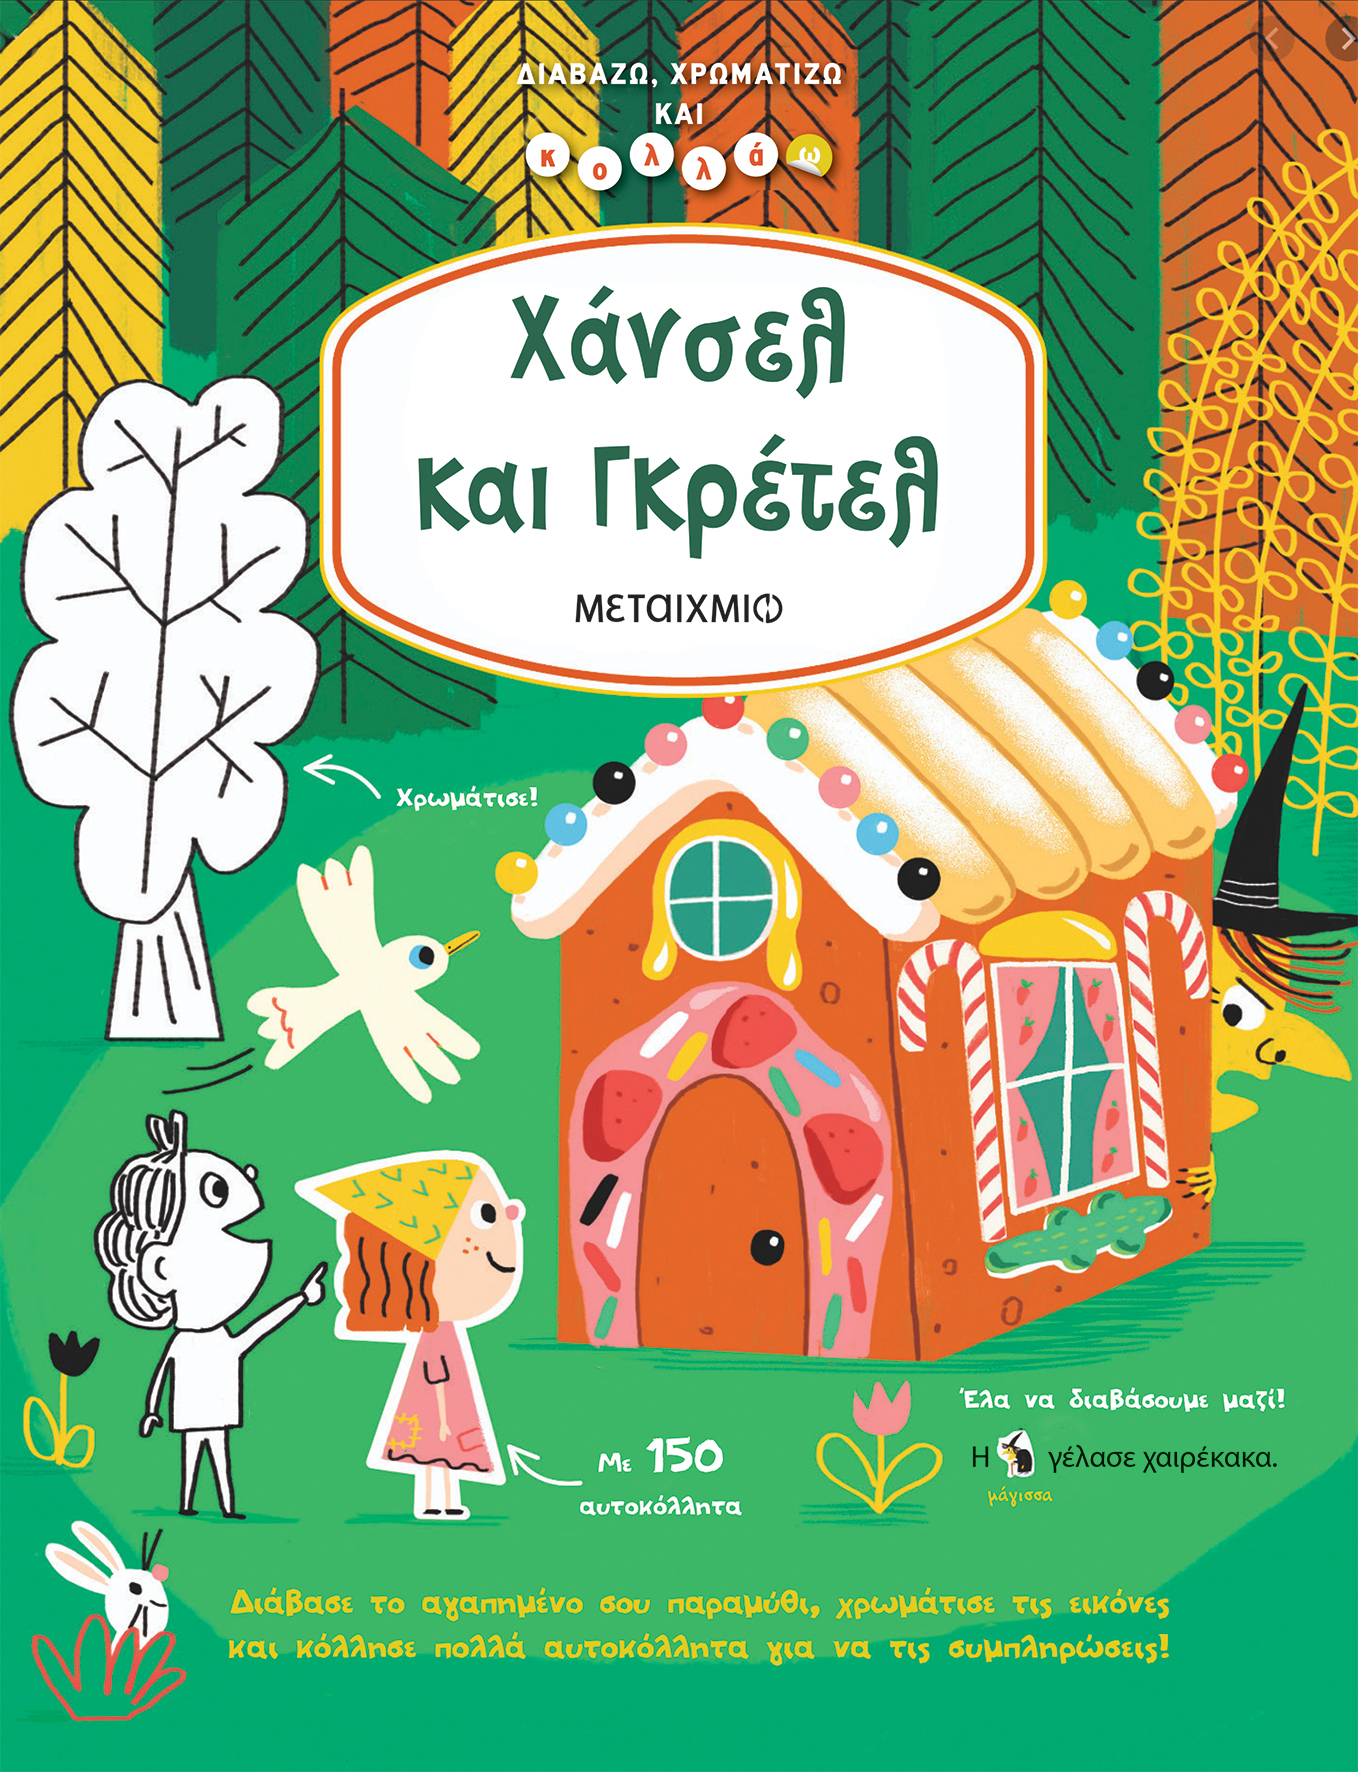 ΔΙΑΒΑΖΩ, ΧΡΩΜΑΤΙΖΩ
ΚΑΙ
κολλάω
Χάνσελ
και Γκρέτελ
ΜΕΤΑΙΧΜΙΟ
Χρωμάτισε!
Με 150
αυτοκόλλητα
Έλα να διαβάσουμε μαζί!
Η γέλασε χαιρέκακα.
μάγισσα
Διάβασε το αγαπημένο σου παραμύθι, χρωμάτισε τις εικόνες
και κόλλησε πολλά αυτοκόλλητα για να τις συμπληρώσεις!